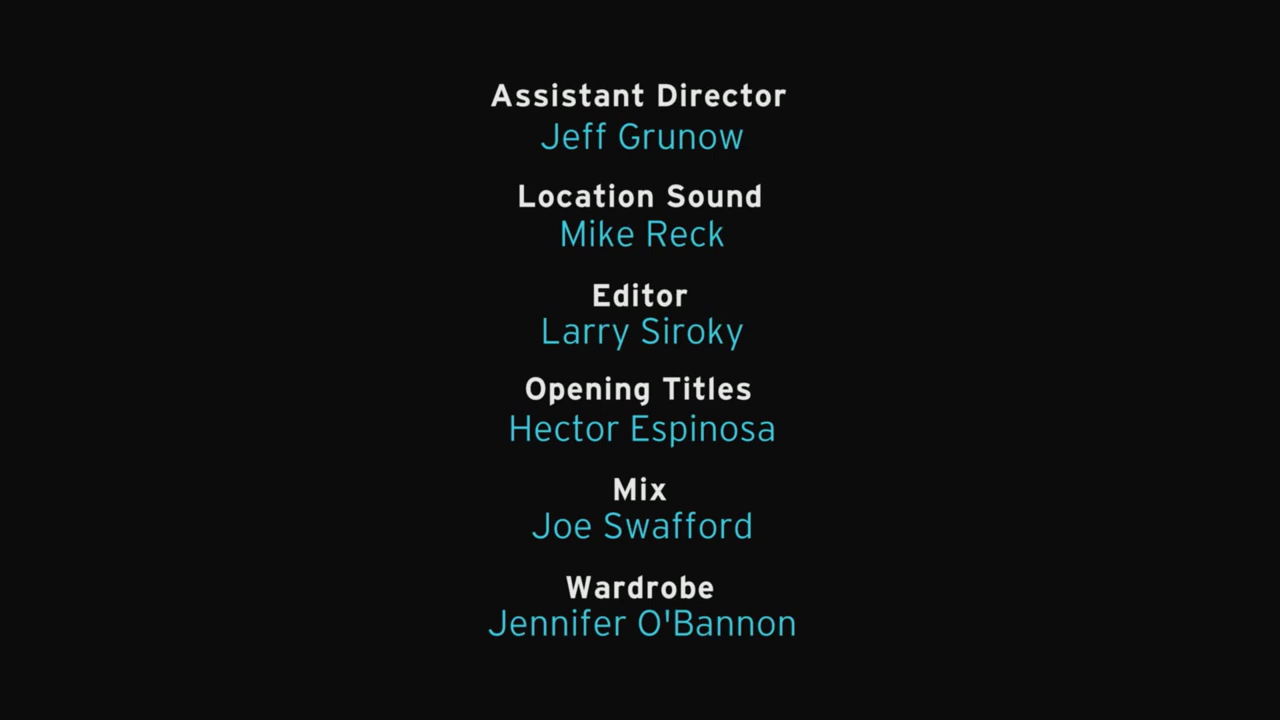 Assistant Director
Jeff Grunow
Location Sound
Mike Reck
Editor
Larry Siroky
Opening Titles
Hector Espinosa
Mix
Joe Swafford
Wardrobe
Jennifer O'Bannon